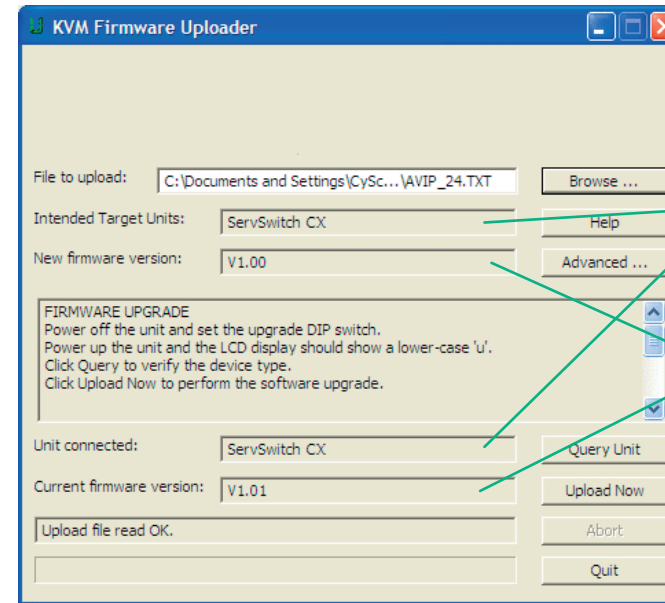 KVM Firmware Uploader
File to upload: C:\Documents and Settings\CySc...\AVIP_24.TXT Browse ...
Intended Target Units: ServSwitch CX Help
New firmware version: V1.00 Advanced ...
FIRMWARE UPGRADE
Power off the unit and set the upgrade DIP switch.
Power up the unit and the LCD display should show a lower-case 'u'.
Click Query to verify the device type.
Click Upload Now to perform the software upgrade.
Unit connected: ServSwitch CX Query Unit
Current firmware version: V1.01 Upload Now
Upload file read OK. Abort
Quit